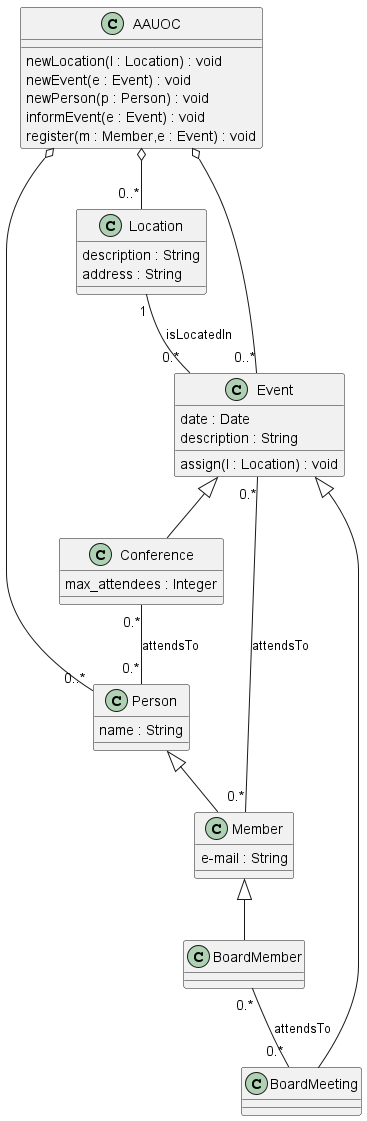 C AAUOC
newLocation(l : Location) : void
newEvent(e : Event) : void
newPerson(p : Person) : void
informEvent(e : Event) : void
register(m : Member,e : Event) : void
0..*
C Location
description : String
address : String
1
isLocatedIn
0.*
0..*
C Event
date : Date
description : String
assign(l : Location) : void
0.*
C Conference
max_attendees : Integer
0.*
attendsTo
attendsTo
0.*
0..*
C Person
name : String
0.*
C Member
e-mail : String
C BoardMember
0.*
attendsTo
0.*
C BoardMeeting